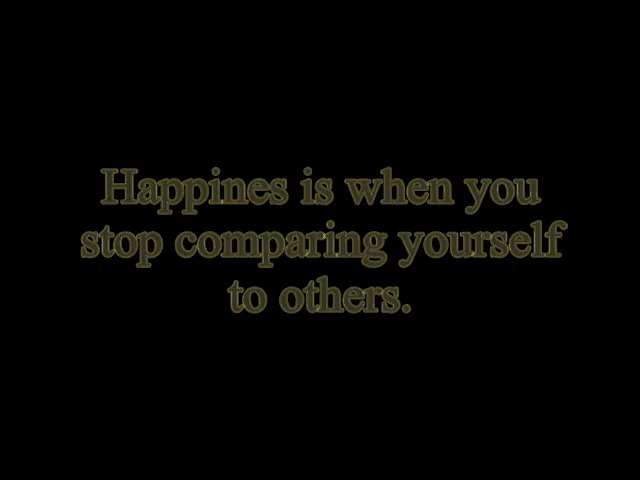 Happines is when you
stop comparing yourself
to others.